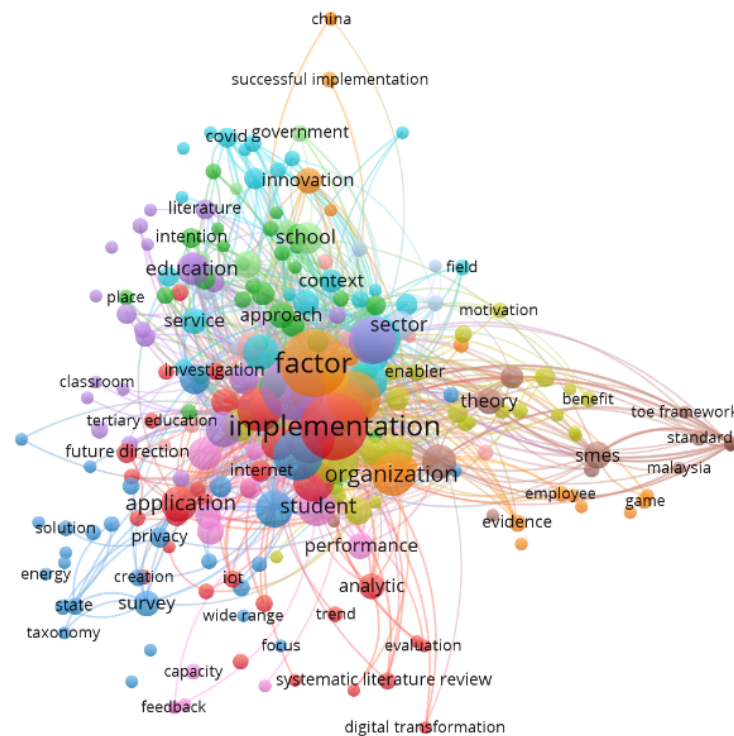 china
successful implementation
covid
government
innovation
literature
intention
school
education
context
field
place
service
approach
sector
motivation
investigation
factor
enabler
classroom
theory
benefit
tertiary education
implementation
toe framework
standard
future direction
internet
organization
smes
malaysia
application
student
employee
game
evidence
solution
privacy
performance
energy
creation
iot
analytic
state
survey
wide range
trend
taxonomy
focus
evaluation
capacity
systematic literature review
feedback
digital transformation